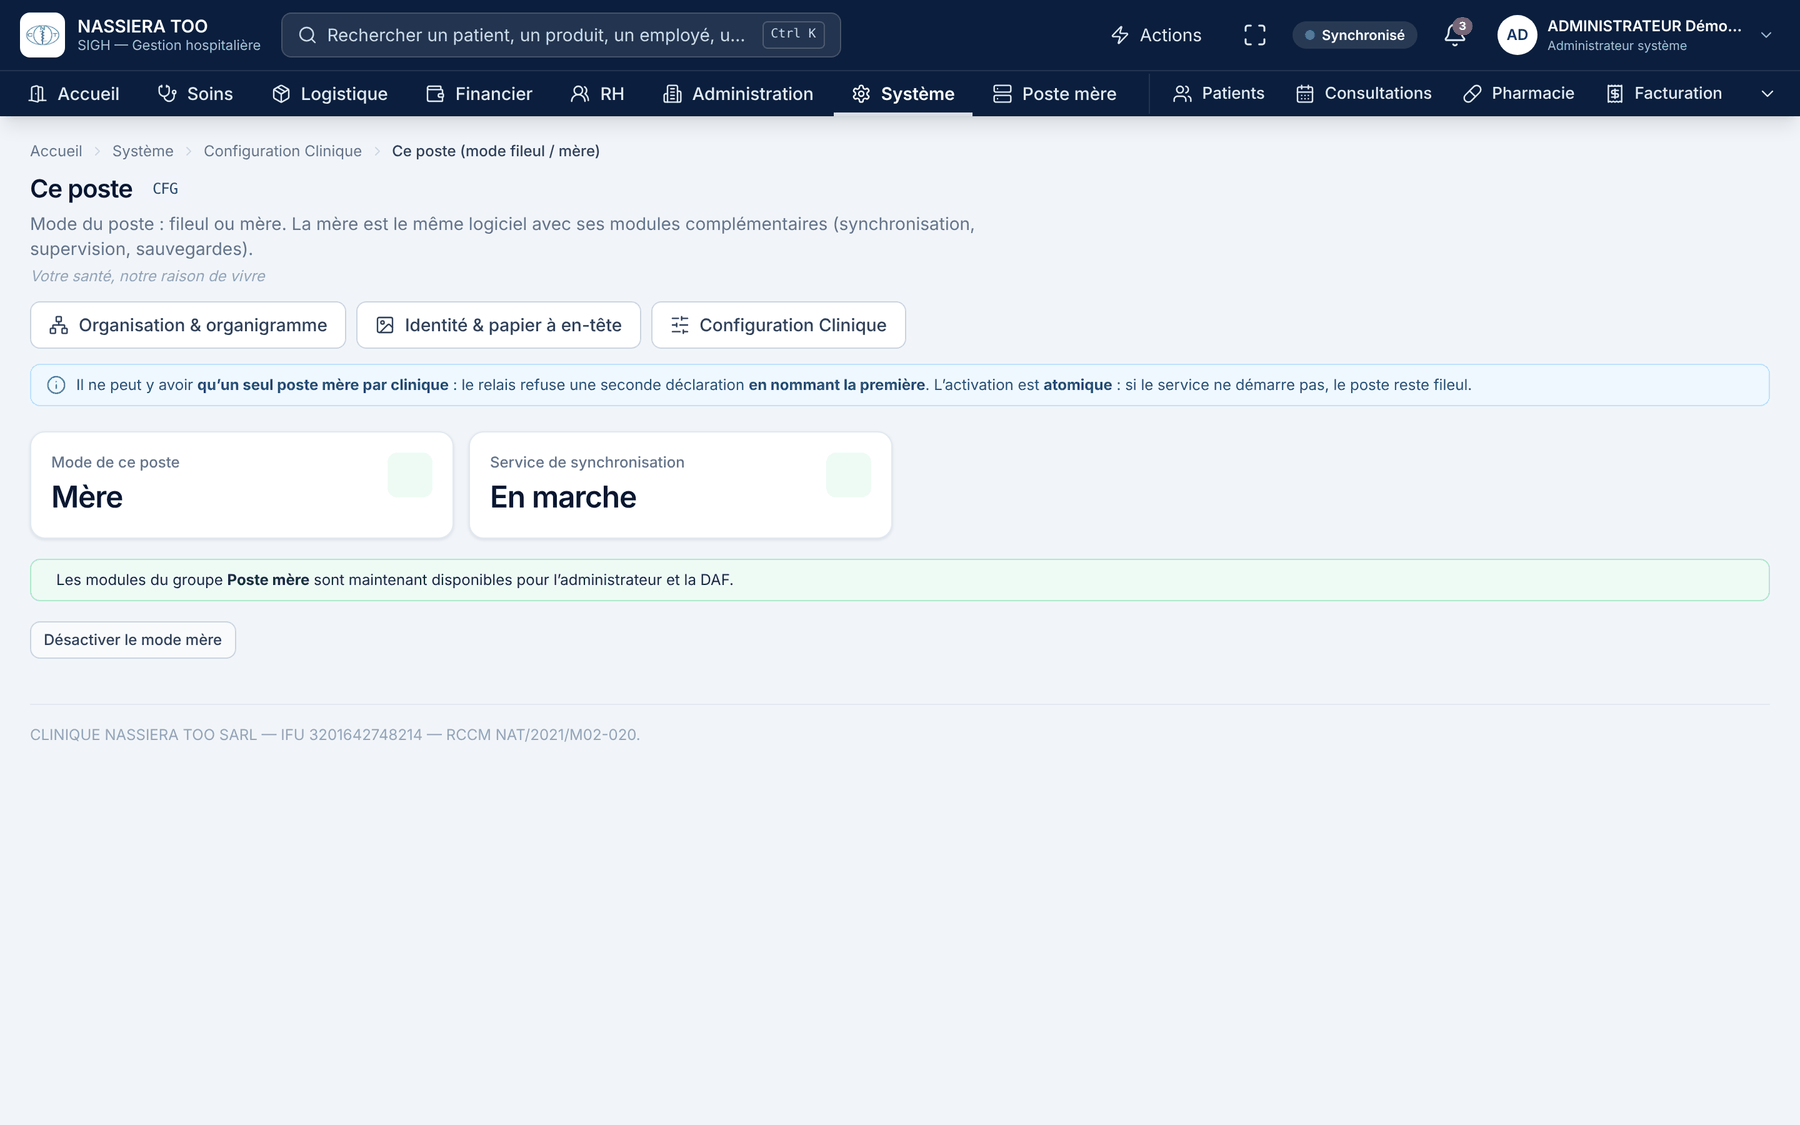 NASSIERA TOO
SIGH — Gestion hospitalière
Rechercher un patient, un produit, un employé, u...
Ctrl K
Actions
Synchronisé
3
AD
ADMINISTRATEUR Démo...
Administrateur système
Accueil
Soins
Logistique
Financier
RH
Administration
Système
Poste mère
Patients
Consultations
Pharmacie
Facturation
Accueil > Système > Configuration Clinique > Ce poste (mode fileul / mère)
Ce poste CFG
Mode du poste : fileul ou mère. La mère est le même logiciel avec ses modules complémentaires (synchronisation,
supervision, sauvegardes).
Votre santé, notre raison de vivre
Organisation & organigramme
Identité & papier à en-tête
Configuration Clinique
Il ne peut y avoir qu’un seul poste mère par clinique : le relais refuse une seconde déclaration en nommant la première. L’activation est atomique : si le service ne démarre pas, le poste reste fileul.
Mode de ce poste
Mère
Service de synchronisation
En marche
Les modules du groupe Poste mère sont maintenant disponibles pour l’administrateur et la DAF.
Désactiver le mode mère
CLINIQUE NASSIERA TOO SARL — IFU 3201642748214 — RCCM NAT/2021/M02-020.